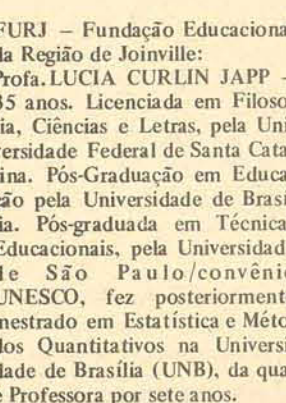 FURJ – Fundação Educaciona
da Região de Joinville:
Profa. LUCIA CURLIN JAPP –
35 anos. Licenciada em Filoso
ia, Ciências e Letras, pela Uni
versidade Federal de Santa Cata
ina. Pós-Graduação em Educa
ção pela Universidade de Brasí
ia. Pós-graduada em Técnica
Educacionais, pela Universidad
de São Paulo/convêni
UNESCO, fez posteriorment
mestrado em Estatística e Méto
dos Quantitativos na Universi
dade de Brasília (UNB), da qua
é Professora por sete anos.